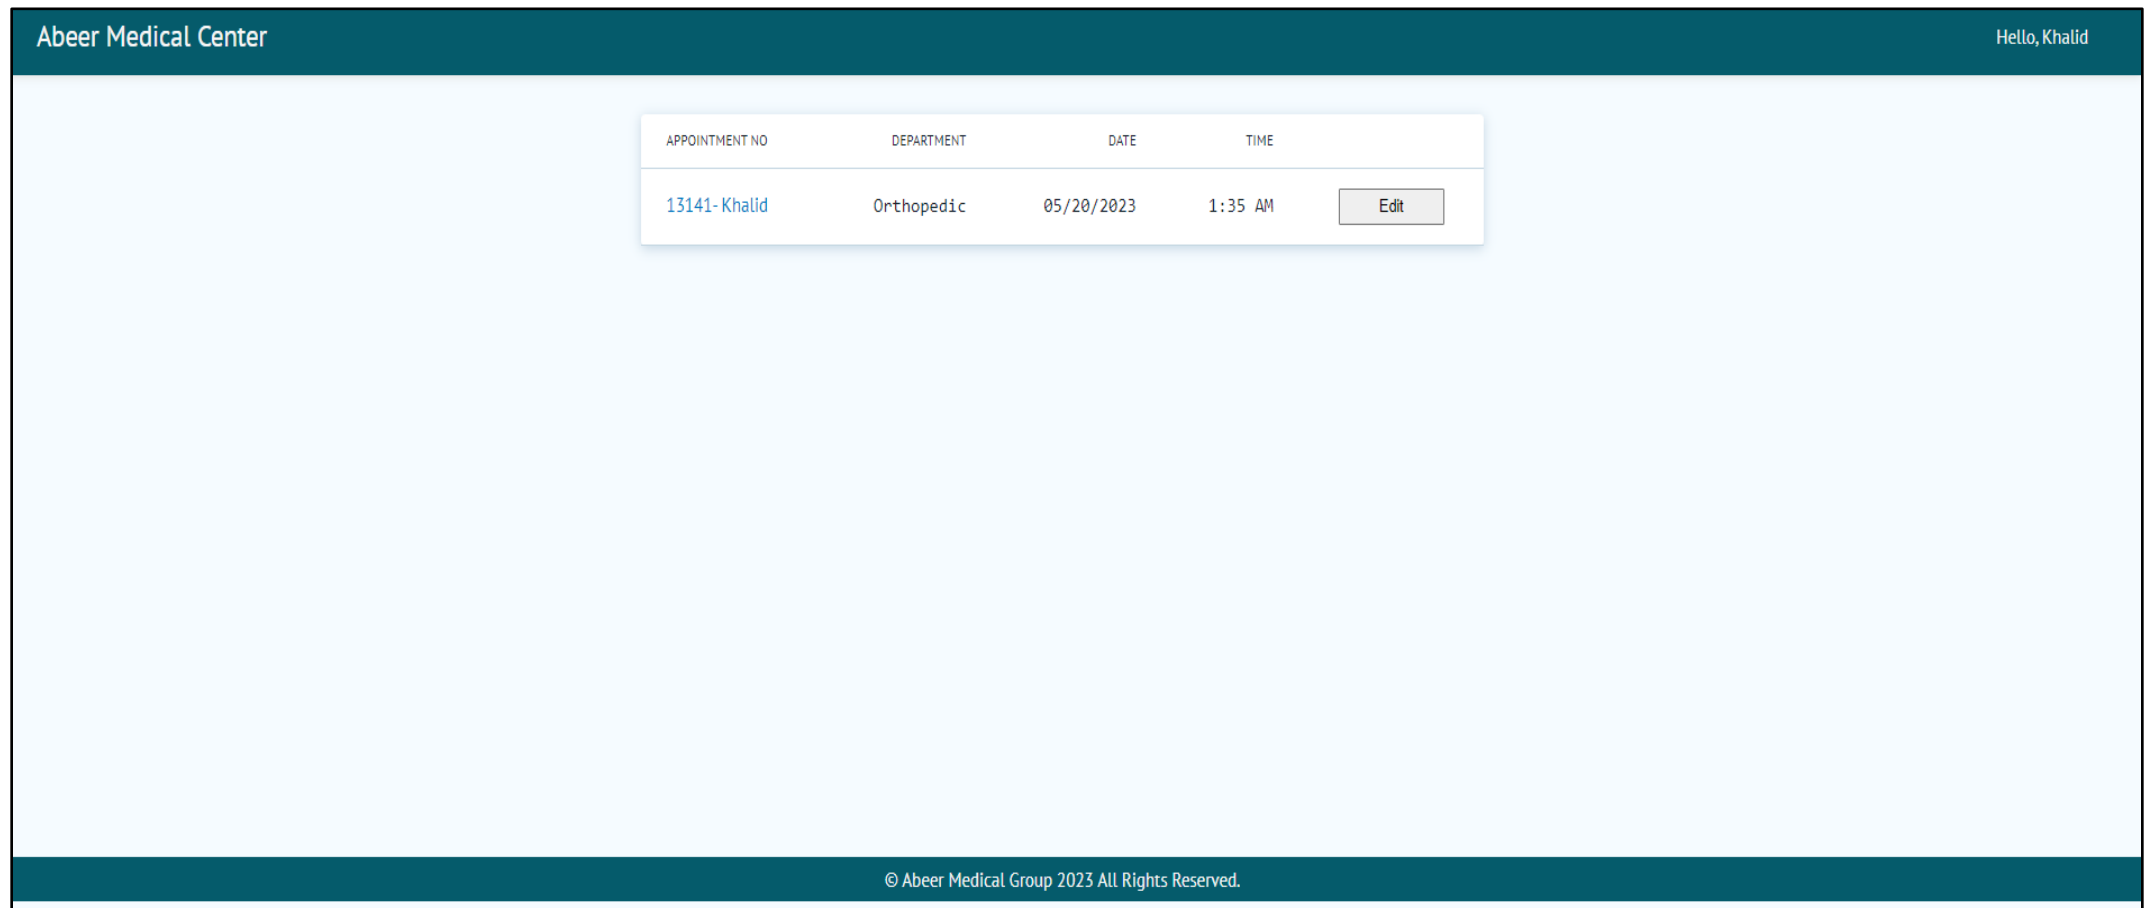 Abeer Medical Center
Hello, Khalid
APPOINTMENT NO DEPARTMENT DATE TIME
13141- Khalid Orthopedic 05/20/2023 1:35 AM Edit
© Abeer Medical Group 2023 All Rights Reserved.